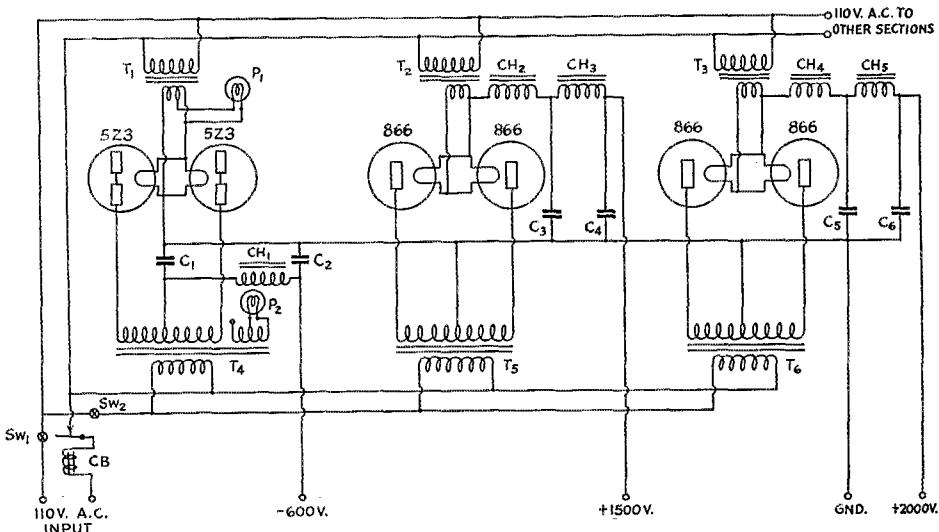 110V. A.C. TO
OTHER SECTIONS
T1
P1
T2
CH2
CH3
T3
CH4
CH5
5Z3
5Z3
866
866
866
866
C1
CH1
C2
C3
C4
C5
C6
P2
T4
T5
T6
SW2
SW1
CB
110V. A.C.
INPUT
-600V.
+1500V.
GND.
+2000V.